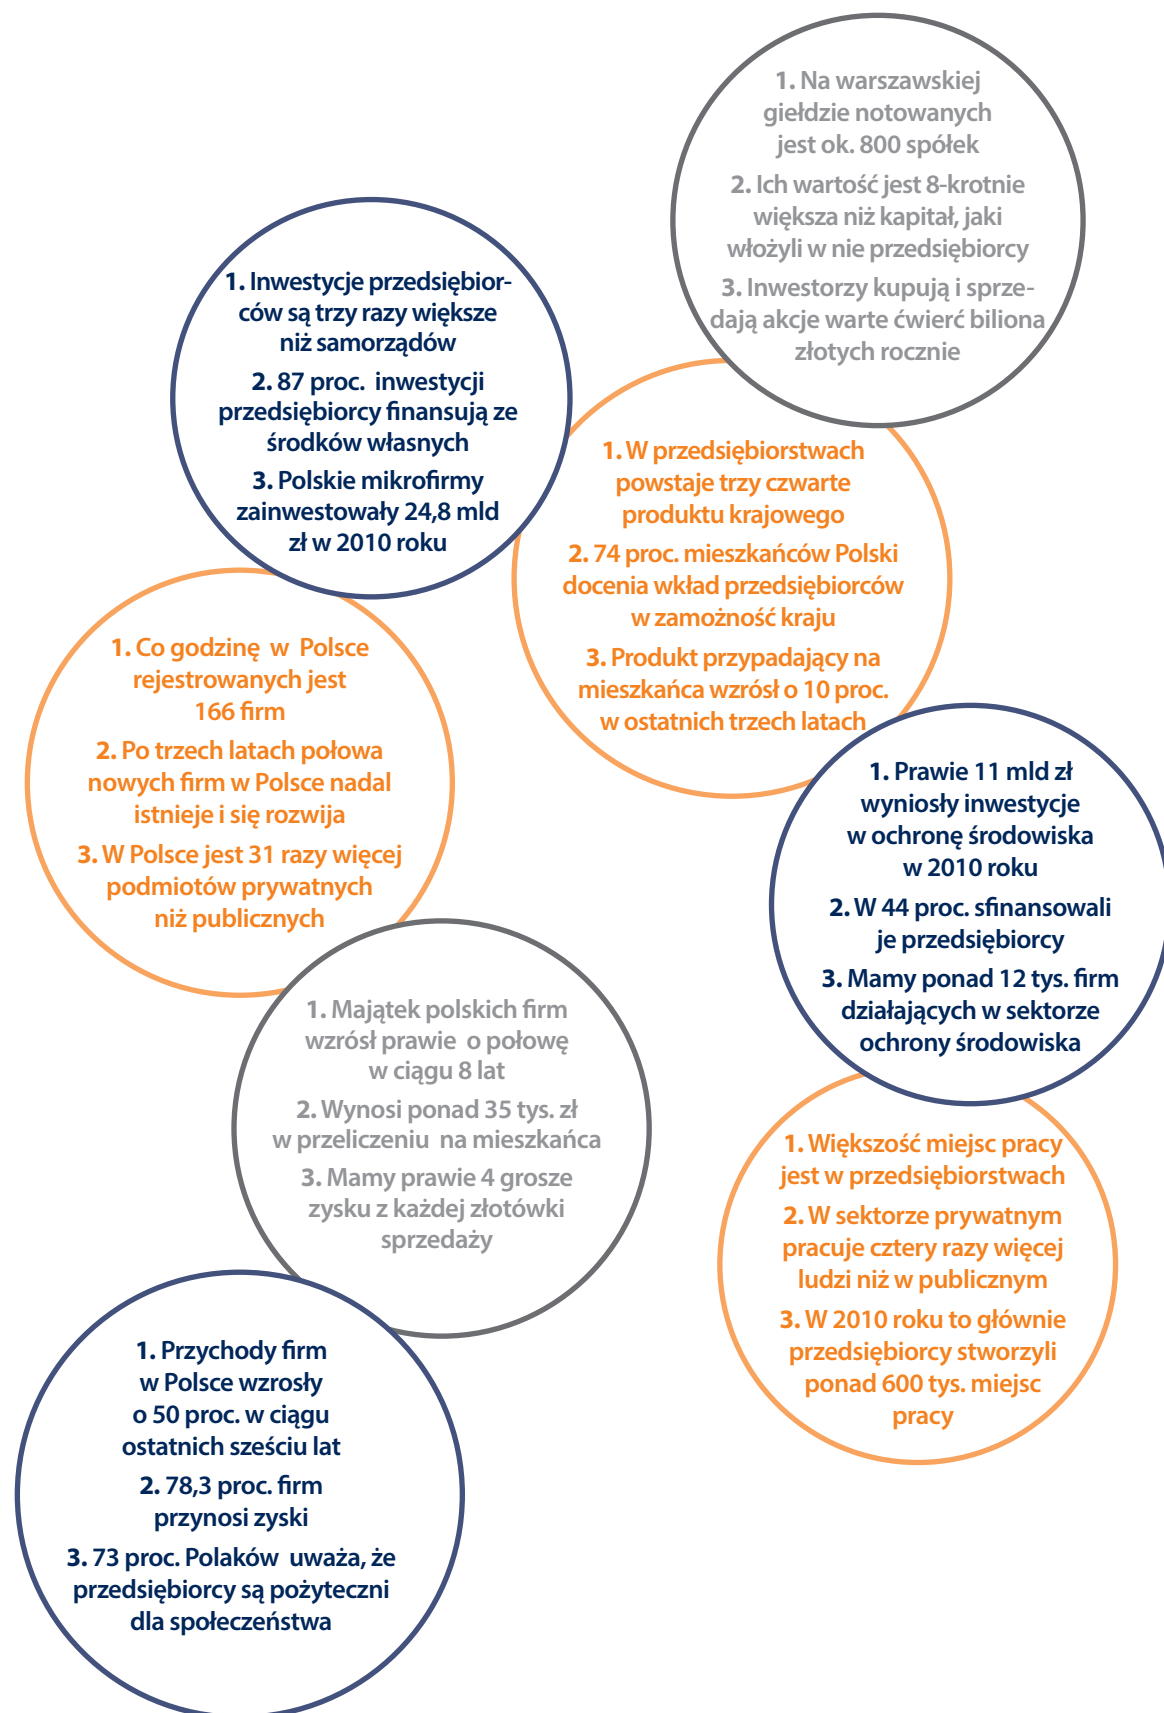 1. Na warszawskiej
giełdzie notowanych
jest ok. 800 spółek
2. Ich wartość jest 8-krotnie
większa niż kapitał, jaki
włożyli w nie przedsiębiorcy
3. Inwestorzy kupują i sprze-
dają akcje warte ćwierć biliona
złotych rocznie
1. Inwestycje przedsiębior-
ców są trzy razy większe
niż samorządów
2. 87 proc. inwestycji
przedsiębiorcy finansują ze
środków własnych
3. Polskie mikrofirmy
zainwestowały 24,8 mld
zł w 2010 roku
1. W przedsiębiorstwach
powstaje trzy czwarte
produktu krajowego
2. 74 proc. mieszkańców Polski
docenia wkład przedsiębiorców
w zamożność kraju
3. Produkt przypadający na
mieszkańca wzrósł o 10 proc.
w ostatnich trzech latach
1. Co godzinę w Polsce
rejestrowanych jest
166 firm
2. Po trzech latach połowa
nowych firm w Polsce nadal
istnieje i się rozwija
3. W Polsce jest 31 razy więcej
podmiotów prywatnych
niż publicznych
1. Prawie 11 mld zł
wyniosły inwestycje
w ochronę środowiska
w 2010 roku
2. W 44 proc. sfinansowali
je przedsiębiorcy
3. Mamy ponad 12 tys. firm
działających w sektorze
ochrony środowiska
1. Majątek polskich firm
wzrósł prawie o połowę
w ciągu 8 lat
2. Wynosi ponad 35 tys. zł
w przeliczeniu na mieszkańca
3. Mamy prawie 4 grosze
zysku z każdej złotówki
sprzedaży
1. Większość miejsc pracy
jest w przedsiębiorstwach
2. W sektorze prywatnym
pracuje cztery razy więcej
ludzi niż w publicznym
3. W 2010 roku to głównie
przedsiębiorcy stworzyli
ponad 600 tys. miejsc
pracy
1. Przychody firm
w Polsce wzrosły
o 50 proc. w ciągu
ostatnich sześciu lat
2. 78,3 proc. firm
przynosi zyski
3. 73 proc. Polaków uważa, że
przedsiębiorcy są pożyteczni
dla społeczeństwa